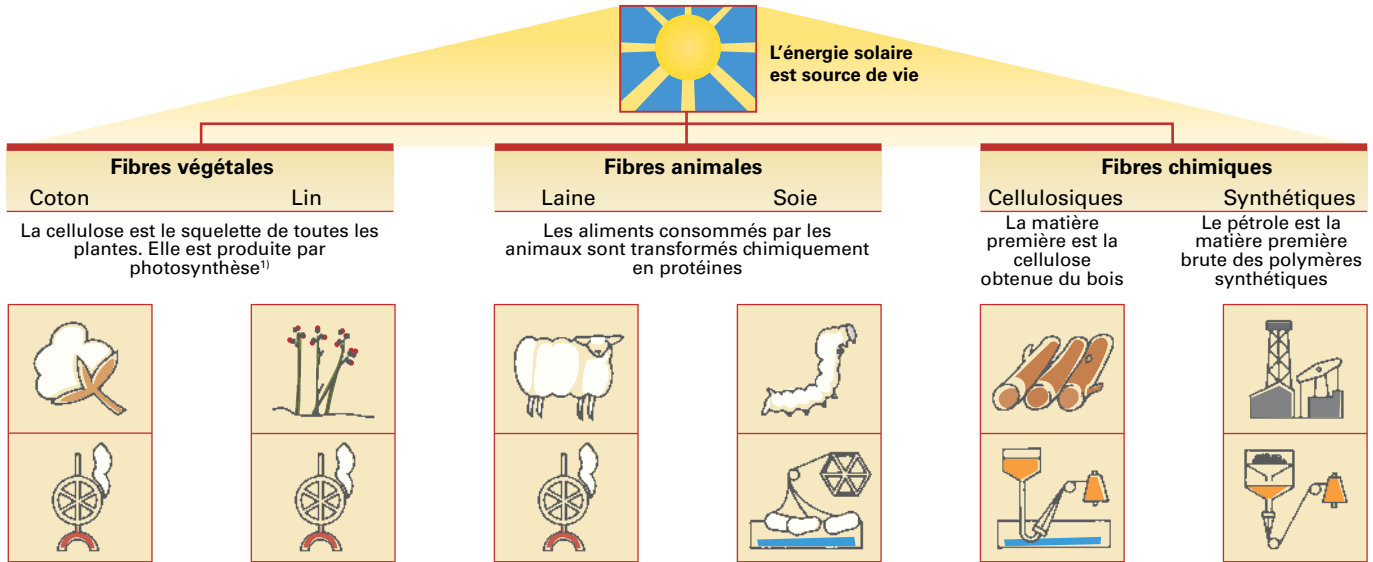 L'énergie solaire
est source de vie
Fibres végétales
Coton
Lin
La cellulose est le squelette de toutes les
plantes. Elle est produite par
photosynthèse¹⁾
Fibres animales
Laine
Soie
Les aliments consommés par les
animaux sont transformés chimiquement
en protéines
Fibres chimiques
Cellulosiques
La matière
première est la
cellulose
obtenue du bois
Synthétiques
Le pétrole est la
matière première
brute des polymères
synthétiques